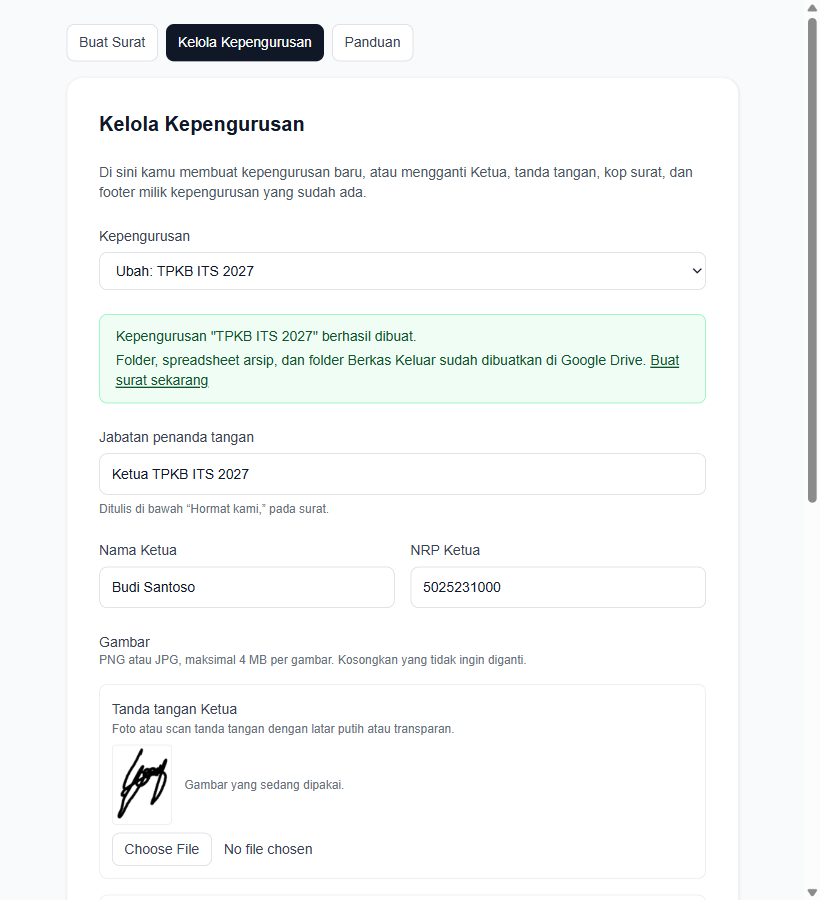 Buat Surat
Kelola Kepengurusan
Panduan
Kelola Kepengurusan
Di sini kamu membuat kepengurusan baru, atau mengganti Ketua, tanda tangan, kop surat, dan
footer milik kepengurusan yang sudah ada.
Kepengurusan
Ubah: TPKB ITS 2027
Kepengurusan "TPKB ITS 2027" berhasil dibuat.
Folder, spreadsheet arsip, dan folder Berkas Keluar sudah dibuatkan di Google Drive. Buat
surat sekarang
Jabatan penanda tangan
Ketua TPKB ITS 2027
Ditulis di bawah “Hormat kami,” pada surat.
Nama Ketua
NRP Ketua
Budi Santoso
5025231000
Gambar
PNG atau JPG, maksimal 4 MB per gambar. Kosongkan yang tidak ingin diganti.
Tanda tangan Ketua
Foto atau scan tanda tangan dengan latar putih atau transparan.
Gambar yang sedang dipakai.
Choose File
No file chosen